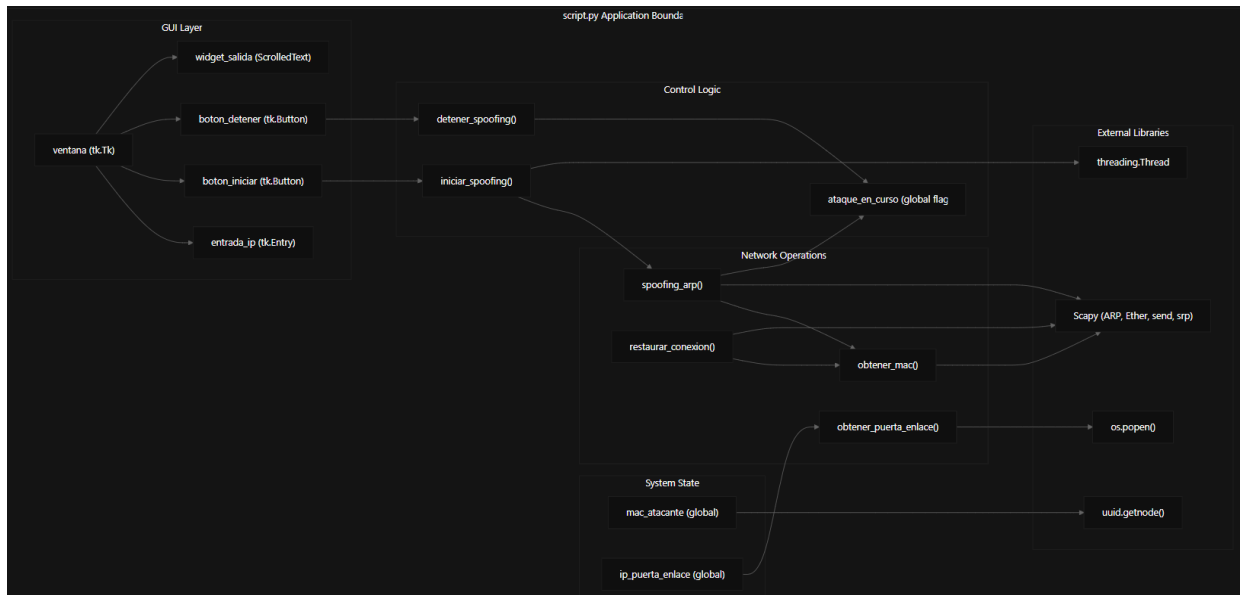 script.py Application Bounda
GUI Layer
widget_salida (ScrolledText)
boton_detener (tk.Button)
ventana (tk.Tk)
boton_iniciar (tk.Button)
entrada_ip (tk.Entry)
Control Logic
detener_spoofing()
iniciar_spoofing()
ataque_en_curso (global flag
Network Operations
spoofing_arp()
restaurar_conexion()
obtener_mac()
obtener_puerta_enlace()
System State
mac_atacante (global)
ip_puerta_enlace (global)
External Libraries
threading.Thread
Scapy (ARP, Ether, send, srp)
os.popen()
uuid.getnode()